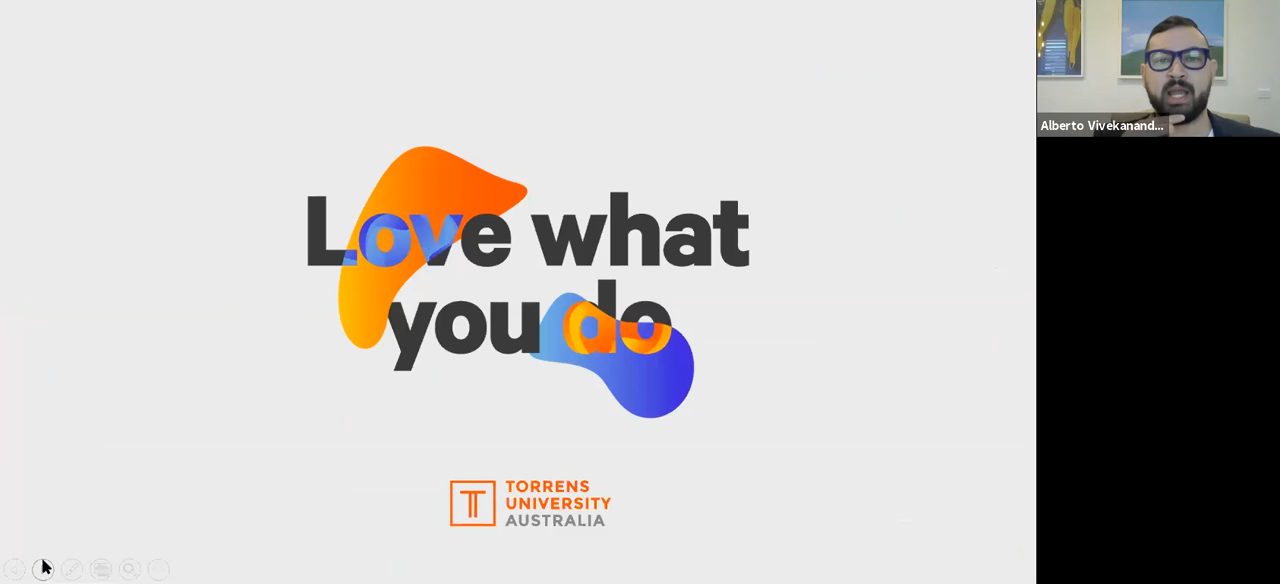 Love what
you do
TORRENS
UNIVERSITY
AUSTRALIA
Alberto Vivekanand...